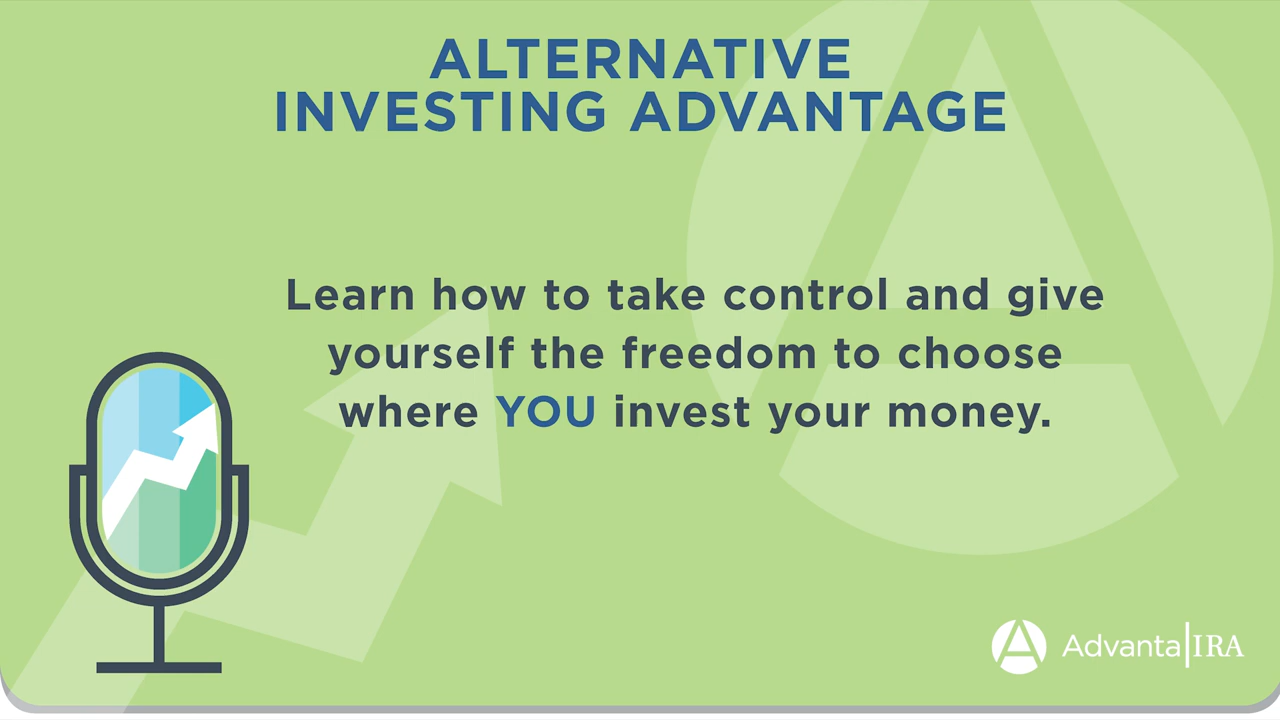 ALTERNATIVE
INVESTING ADVANTAGE
Learn how to take control and give
yourself the freedom to choose
where YOU invest your money.
Advanta|IRA